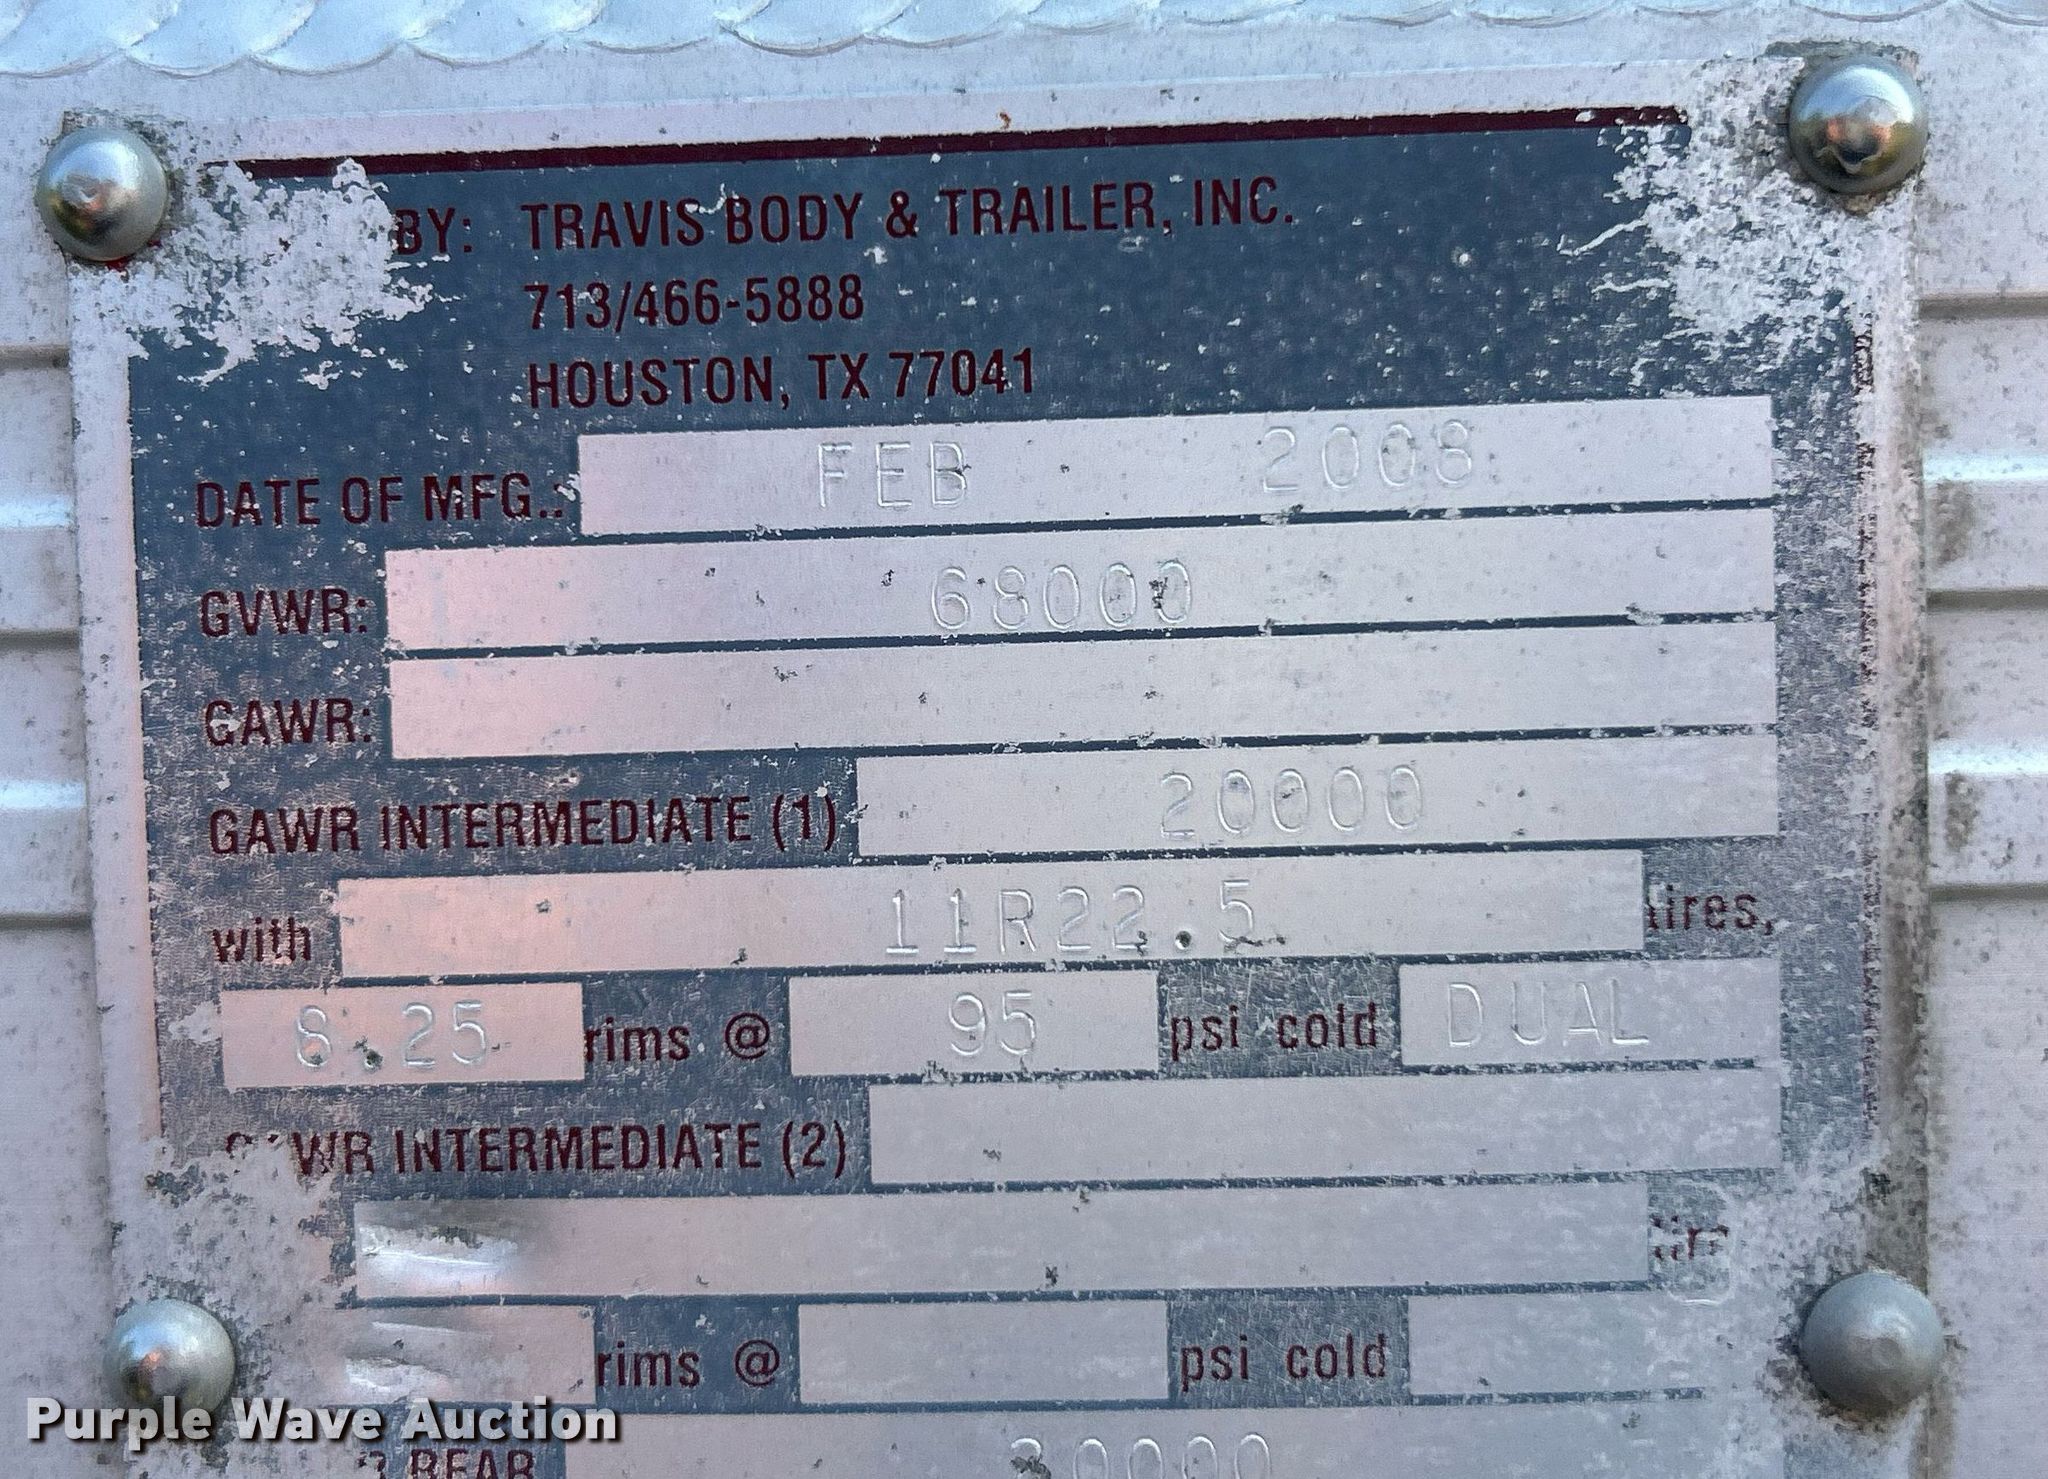 BY: TRAVIS BODY & TRAILER, INC.
713/466-5888
HOUSTON, TX 77041
DATE OF MFG.: FEB 2008
GVWR: 68000
GAWR:
GAWR INTERMEDIATE (1) 20000
with 11R22.5 tires,
8.25 rims @ 95 psi cold DUAL
GAWR INTERMEDIATE (2)
rims @ psi cold
REAR
Purple Wave Auction